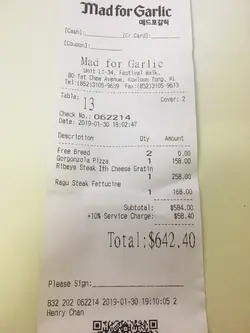 Mad for Garlic
매드포갈릭
[Cash]: [Cr.Card]:
[Coupon]:
Mad for Garlic
Unit LG-34, Festival Walk,
80 Tat Chee Avenue, Kowloon Tong, KL
Tel:(852)3105-9639 Fax:(852)3105-9613
Table: 13 Cover: 2
Check No.: 062214
Date: 2019-01-30 18:02:47
Description Qty Amount
Free Breed 2 0.00
Gorgonzola Pizza 1 158.00
Ribeye Steak Ith Cheese Gratin
1 258.00
Ragu Steak Fettucine
1 168.00
Subtotal: $584.00
+10% Service Charge: $58.40
Total:$642.40
Please Sign:
832 202 062214 2019-01-30 19:10:05 2
Henry Chan